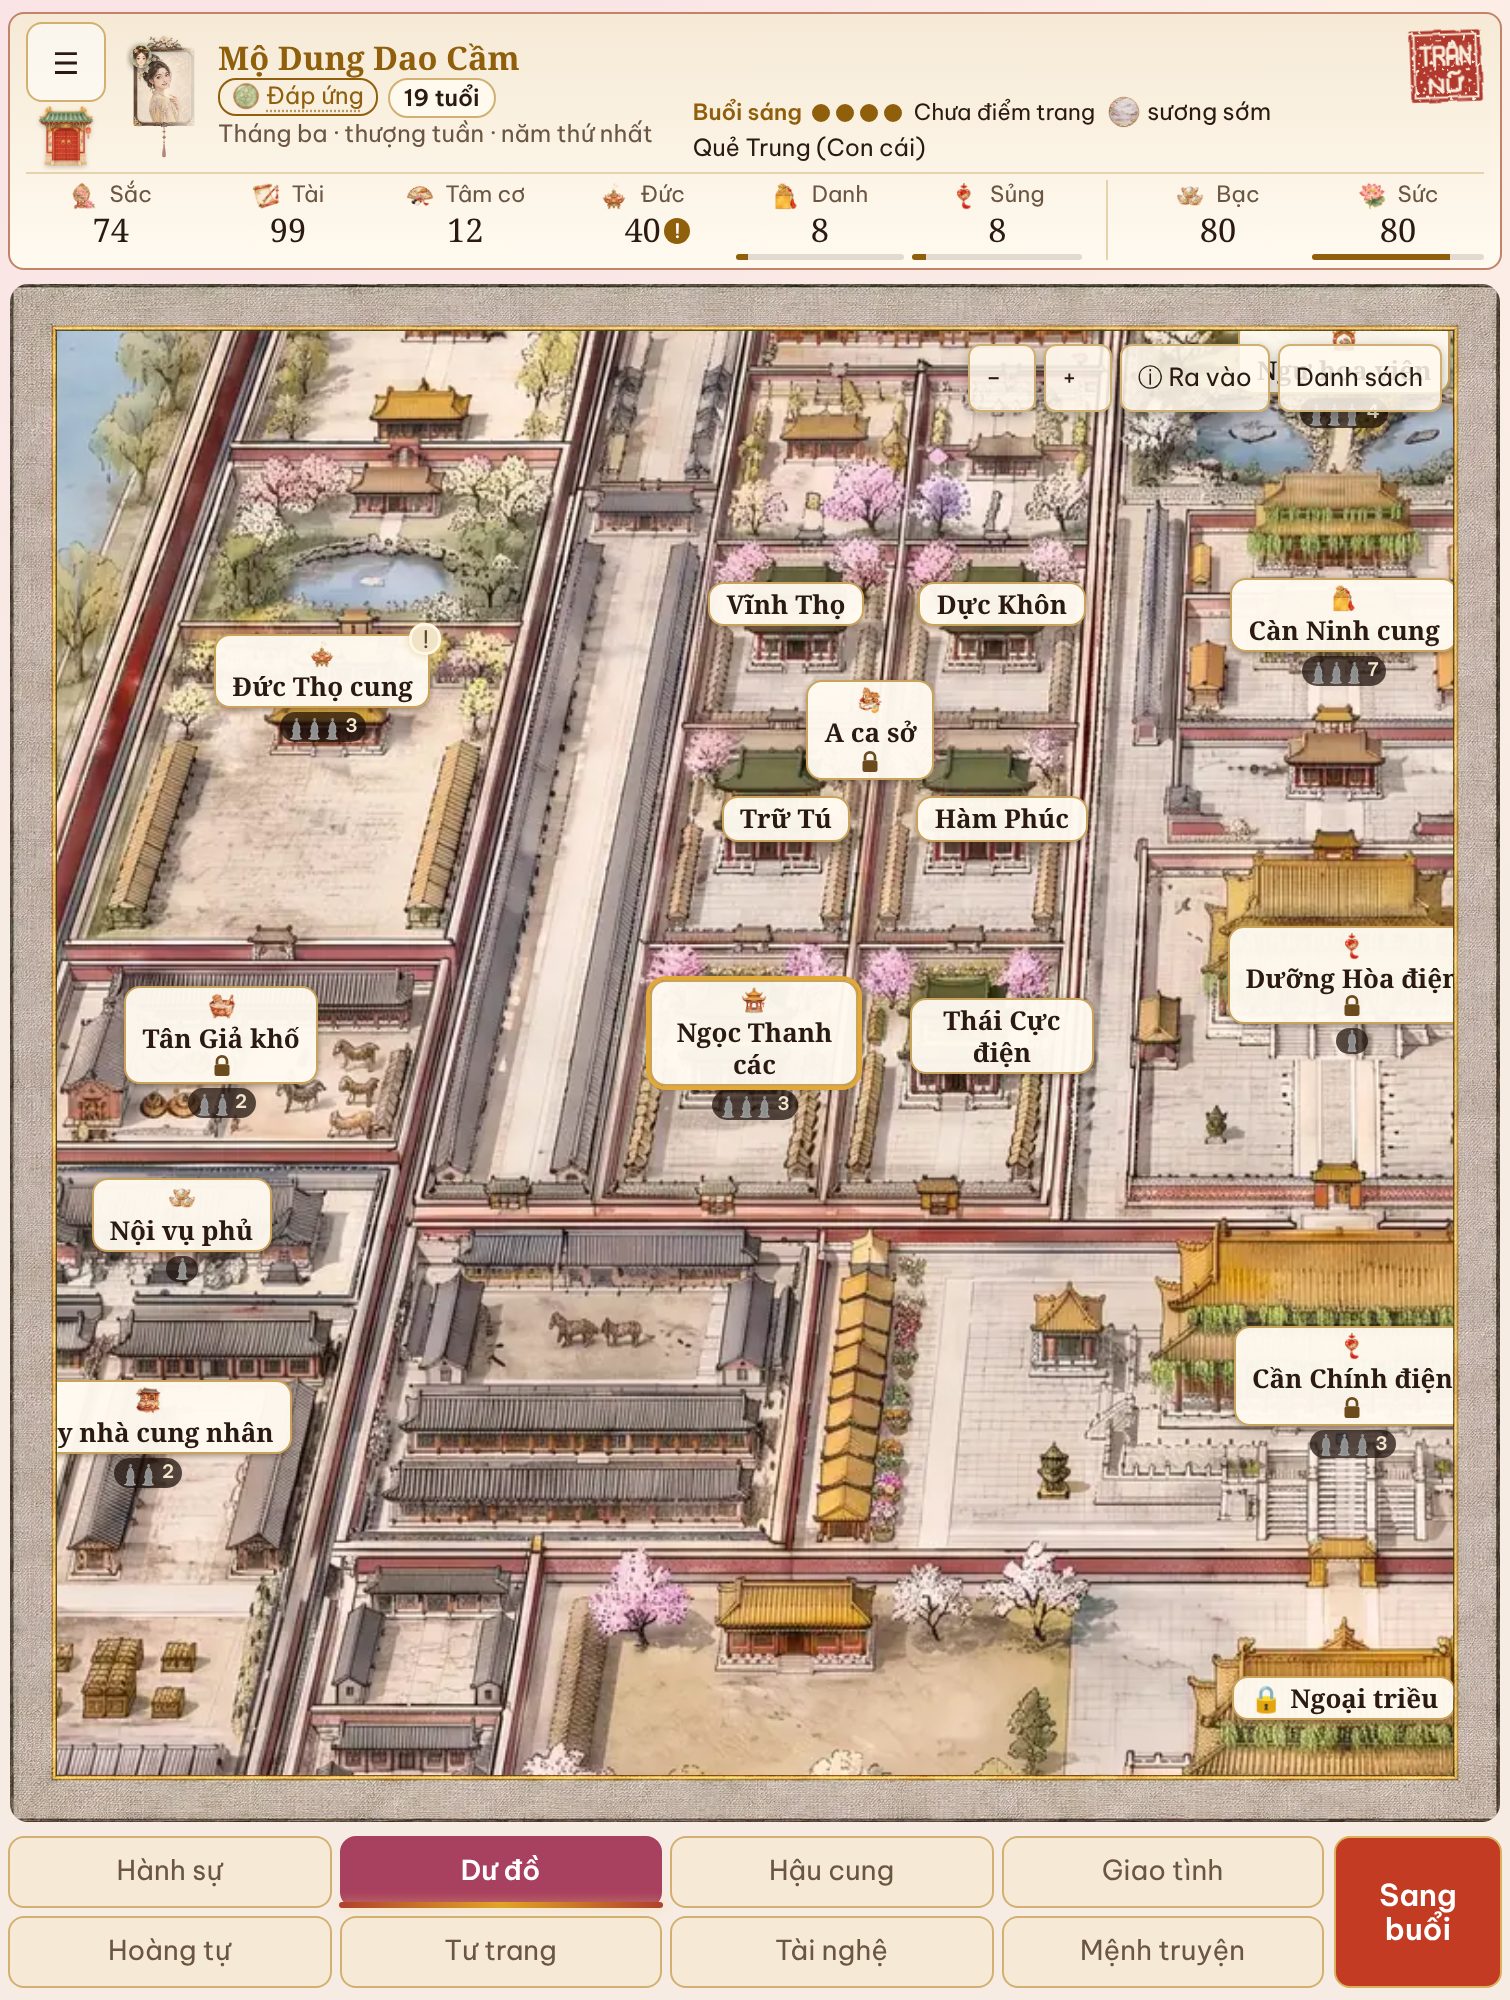 ☰
Mộ Dung Dao Cầm
Đáp ứng
19 tuổi
Tháng ba · thượng tuần · năm thứ nhất
Buổi sáng
Chưa điểm trang
sương sớm
Quẻ Trung (Con cái)
TRÂN
NỮ
Sắc
74
Tài
99
Tâm cơ
12
Đức
40 !
Danh
8
Sủng
8
Bạc
80
Sức
80
−
+
ⓘ Ra vào
Danh sách
4
Vĩnh Thọ
Dực Khôn
Càn Ninh cung
7
!
Đức Thọ cung
3
A ca sở
Trữ Tú
Hàm Phúc
Dưỡng Hòa điện
Tân Giả khố
2
Ngọc Thanh
các
3
Thái Cực
điện
Nội vụ phủ
Cần Chính điện
3
y nhà cung nhân
2
Ngoại triều
Hành sự
Dư đồ
Hậu cung
Giao tình
Sang
buổi
Hoàng tự
Tư trang
Tài nghệ
Mệnh truyện